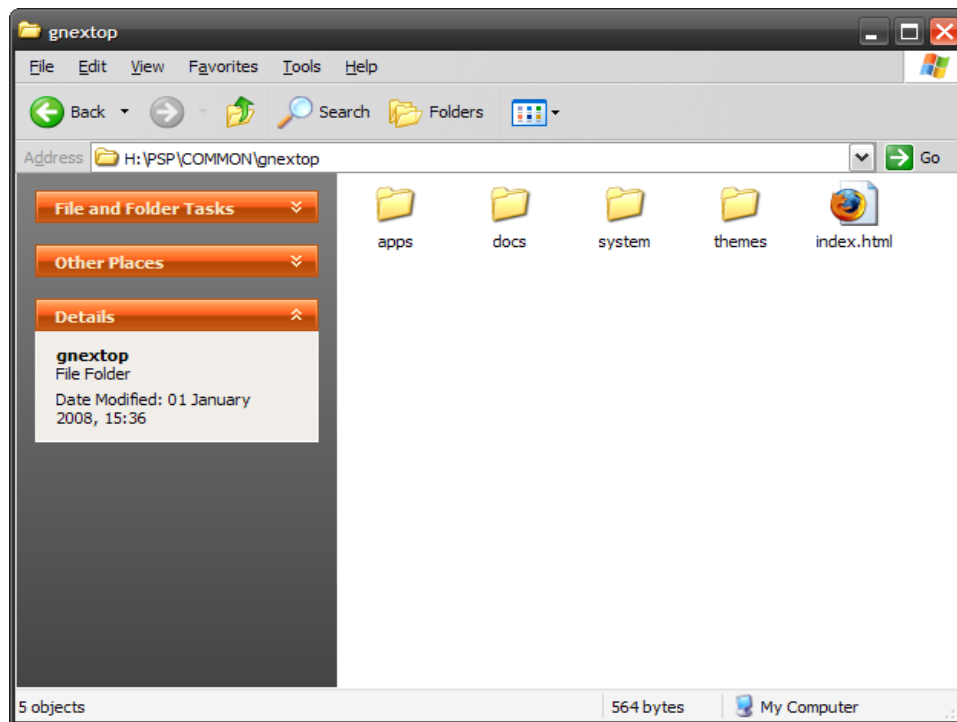 gnextop
File Edit View Favorites Tools Help
Back Search Folders
Address H:\PSP\COMMON\gnextop Go
File and Folder Tasks
Other Places
Details
gnextop
File Folder
Date Modified: 01 January
2008, 15:36
apps docs system themes index.html
5 objects 564 bytes My Computer